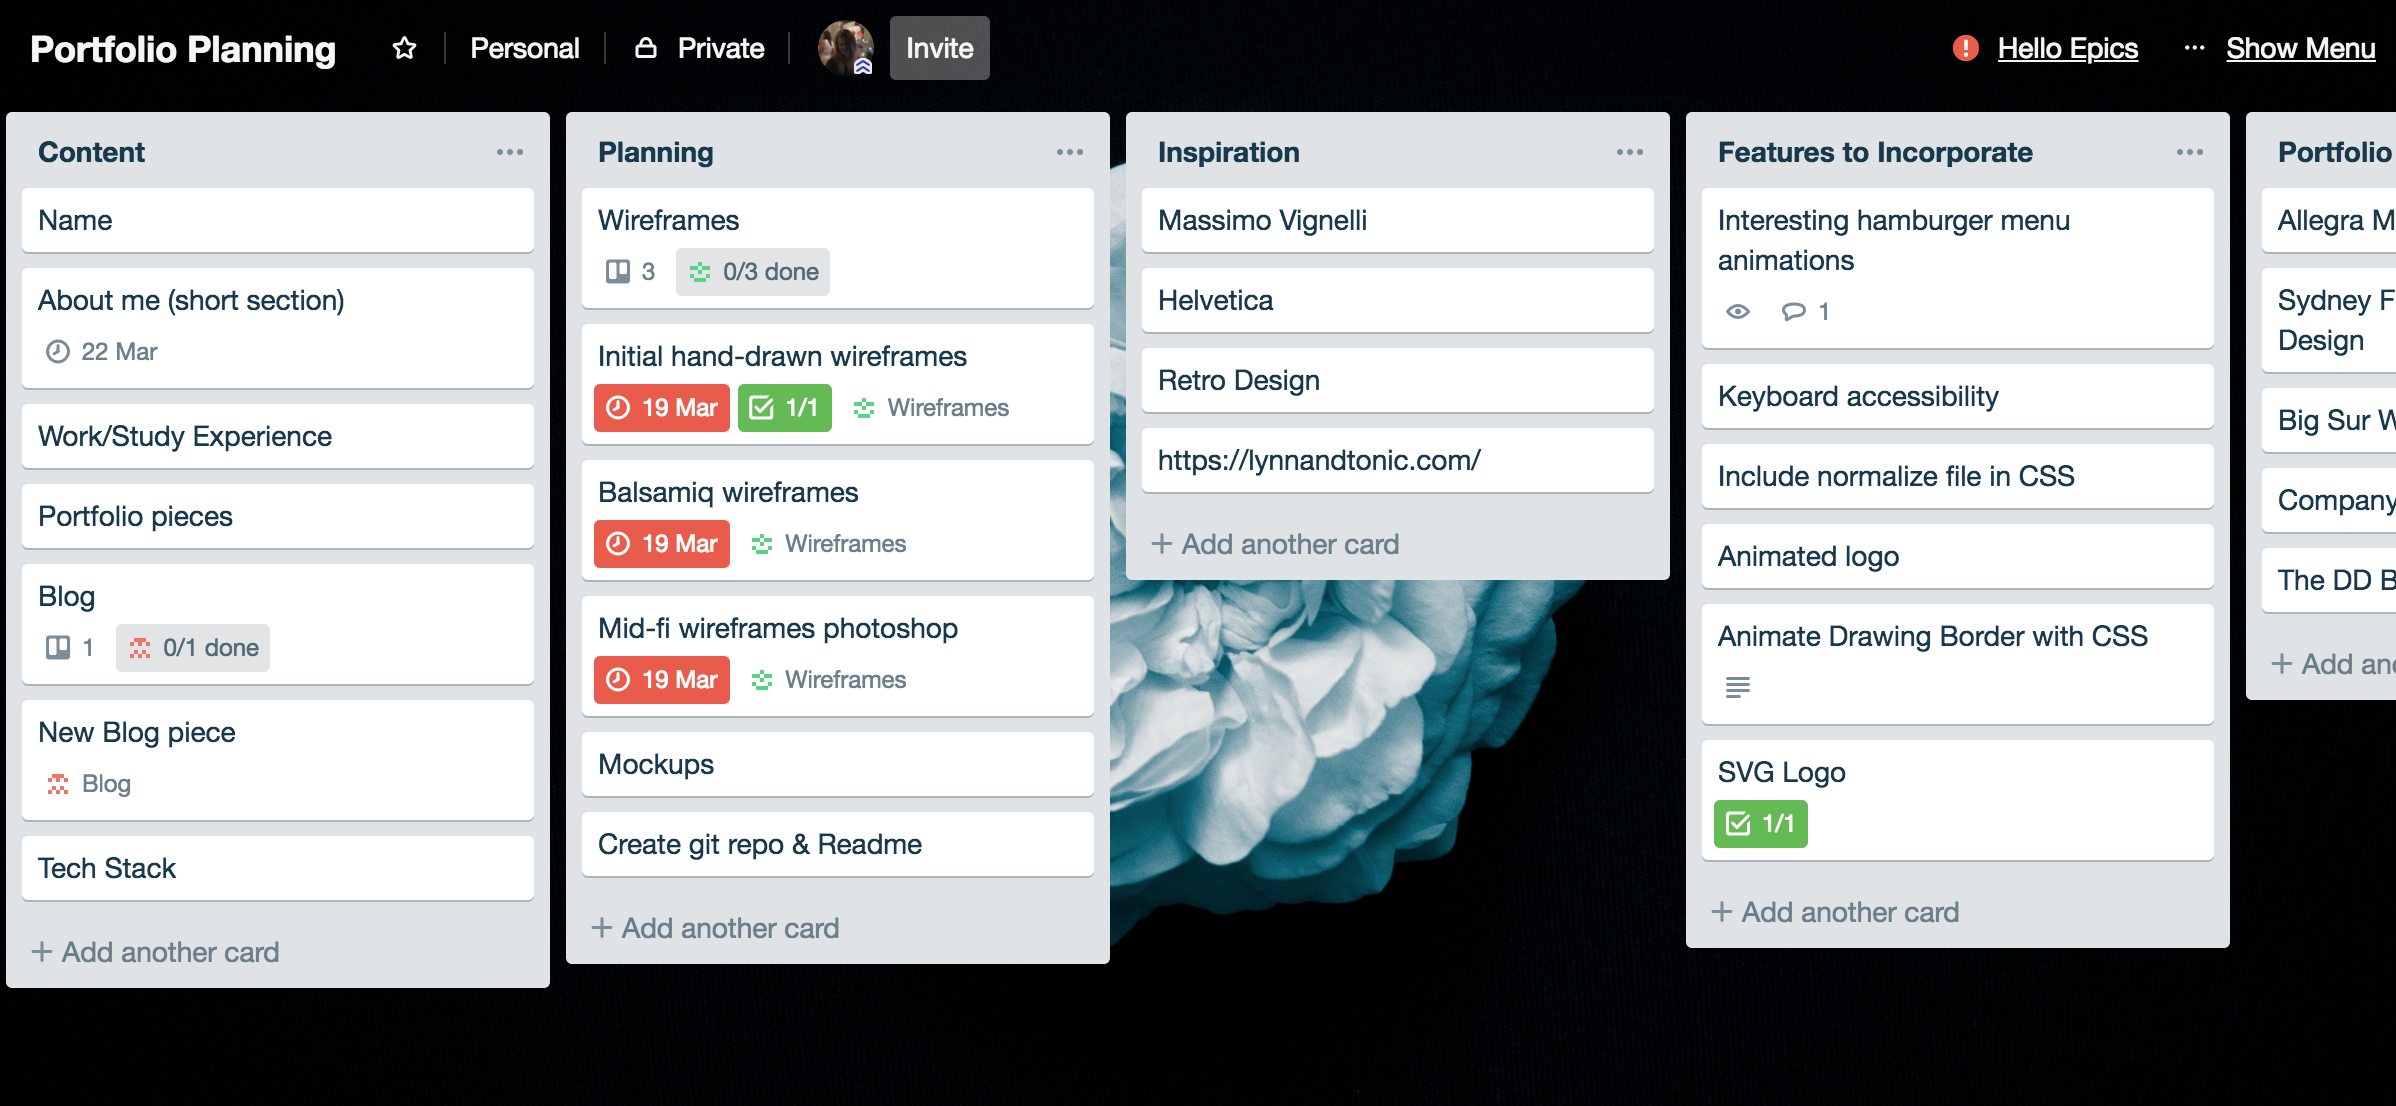 Portfolio Planning
Personal
Private
Invite
Hello Epics
Show Menu
Content
Name
About me (short section)
22 Mar
Work/Study Experience
Portfolio pieces
Blog
1 0/1 done
New Blog piece
Blog
Tech Stack
+ Add another card
Planning
Wireframes
3 0/3 done
Initial hand-drawn wireframes
19 Mar 1/1 Wireframes
Balsamiq wireframes
19 Mar Wireframes
Mid-fi wireframes photoshop
19 Mar Wireframes
Mockups
Create git repo & Readme
+ Add another card
Inspiration
Massimo Vignelli
Helvetica
Retro Design
https://lynnandtonic.com/
+ Add another card
Features to Incorporate
Interesting hamburger menu
animations
1
Keyboard accessibility
Include normalize file in CSS
Animated logo
Animate Drawing Border with CSS
SVG Logo
1/1
+ Add another card
Portfolio
Allegra M
Sydney F
Design
Big Sur W
Company
The DD B
+ Add an